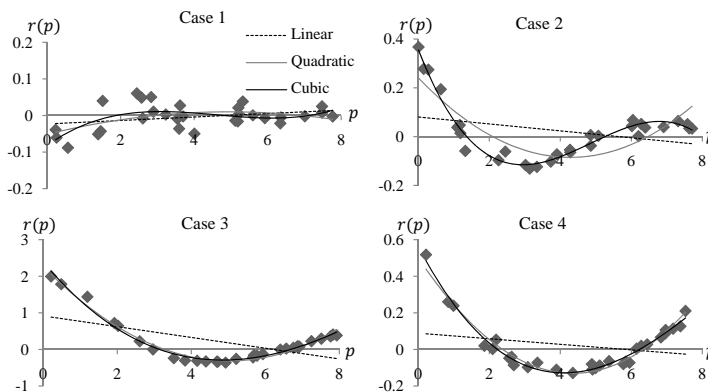 Case 1
r(p)
0.2
0.1
0
-0.1
-0.2
0 2 4 6 8
p
Linear
Quadratic
Cubic
Case 2
r(p)
0.4
0.2
0
-0.2
0 2 4 6 8
Case 3
r(p)
3
2
1
0
-1
0 2 4 6 8
p
Case 4
r(p)
0.6
0.4
0.2
0
-0.2
0 2 4 6 8
p